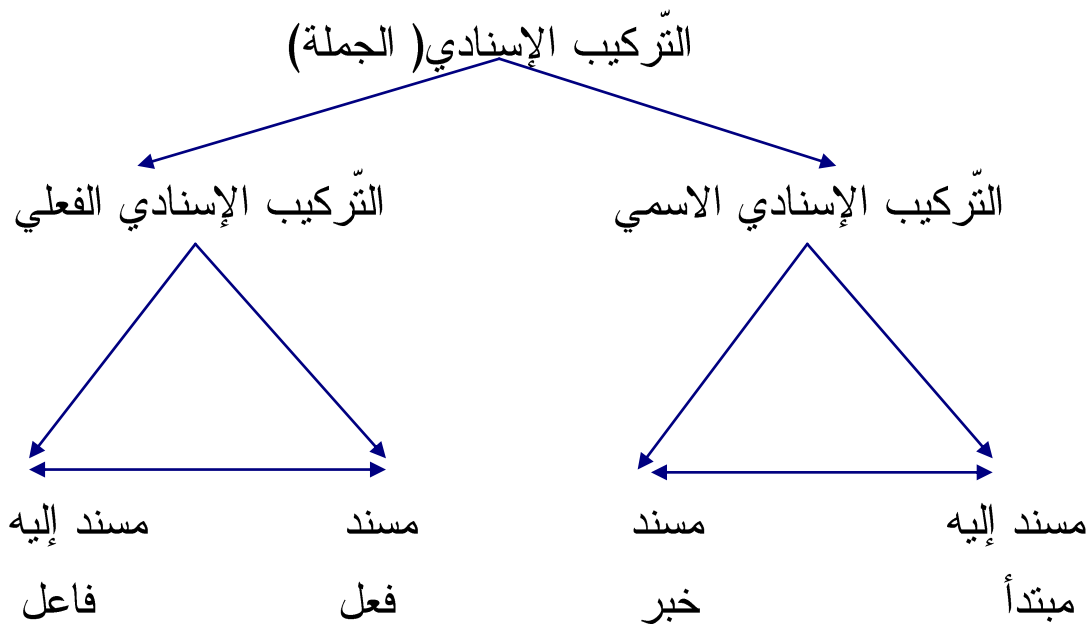 التّركيب الإسنادي( الجملة)
التّركيب الإسنادي الاسمي التّركيب الإسنادي الفعلي
مسند إليه مسند مسند مسند إليه
مبتدأ خبر فعل فاعل